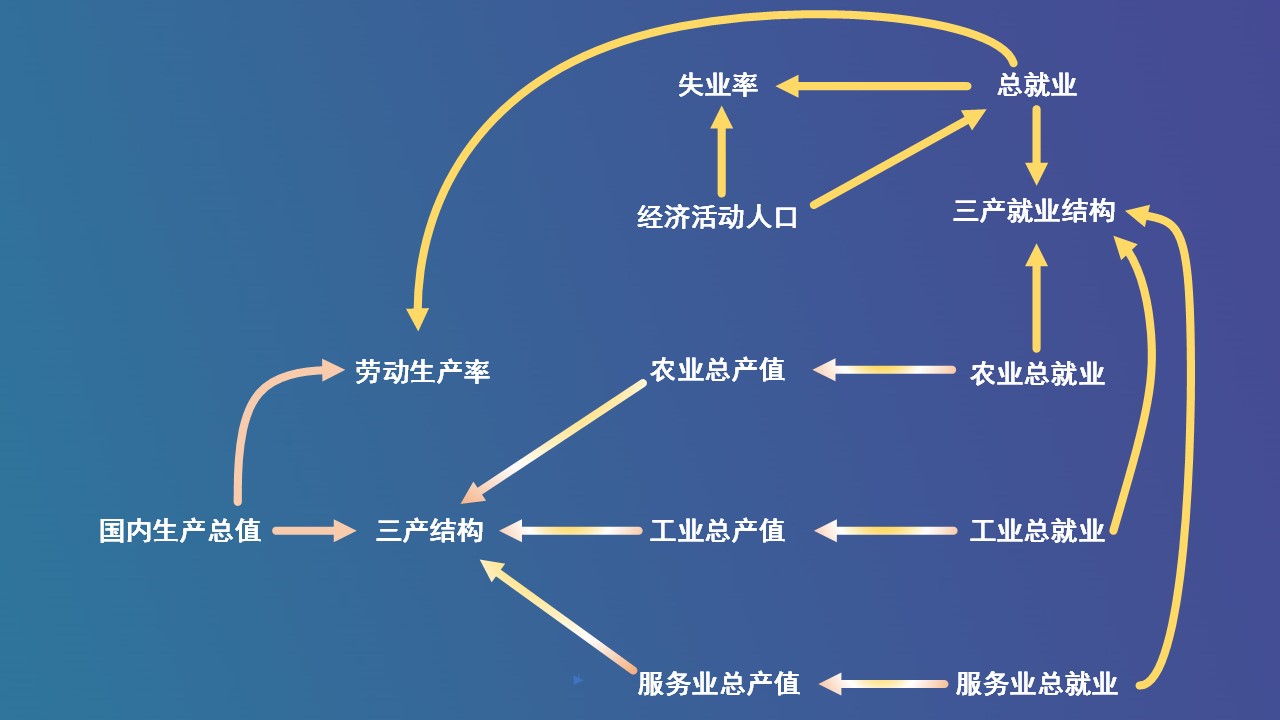 失业率
总就业
经济活动人口
三产就业结构
劳动生产率
农业总产值
农业总就业
国内生产总值
三产结构
工业总产值
工业总就业
服务业总产值
服务业总就业